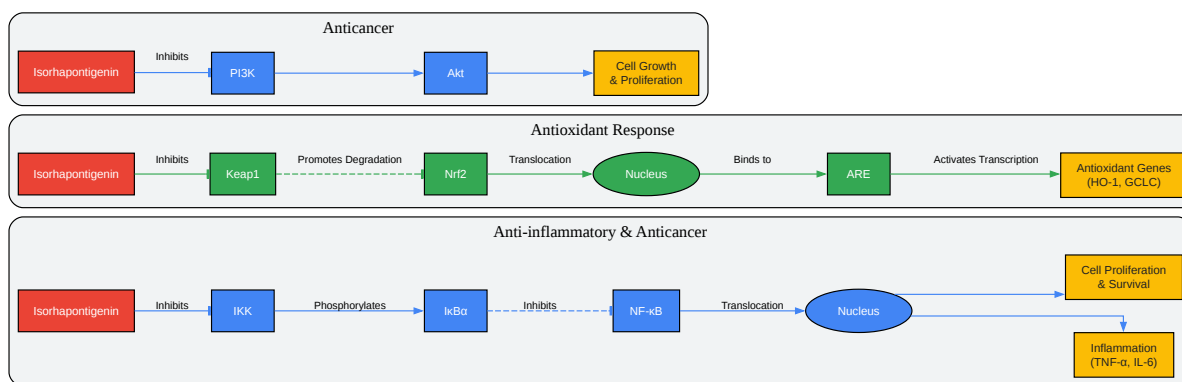 Anticancer
Isorhapontigenin
Inhibits
PI3K
Akt
Cell Growth
& Proliferation
Antioxidant Response
Isorhapontigenin
Inhibits
Keap1
Promotes Degradation
Nrf2
Translocation
Nucleus
Binds to
ARE
Activates Transcription
Antioxidant Genes
(HO-1, GCLC)
Anti-inflammatory & Anticancer
Isorhapontigenin
Inhibits
IKK
Phosphorylates
IκBα
Inhibits
NF-κB
Translocation
Nucleus
Cell Proliferation
& Survival
Inflammation
(TNF-α, IL-6)